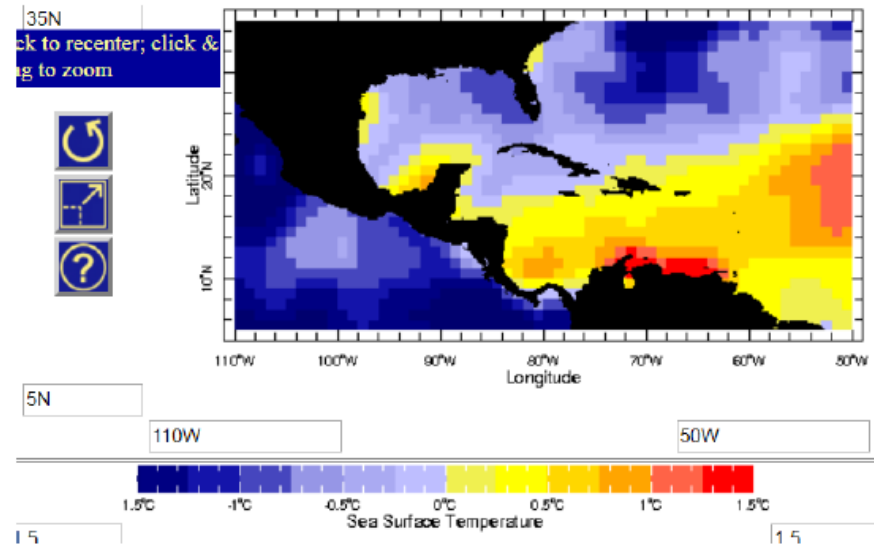 35N
ck to recenter; click &
ng to zoom
?
Latitude
20°N
10°N
110°W 100°W 90°W 80°W 70°W 60°W 50°W
Longitude
5N
110W 50W
1.5°C -1°C -0.5°C 0°C 0.5°C 1°C 1.5°C
Sea Surface Temperature
1.5 1.5